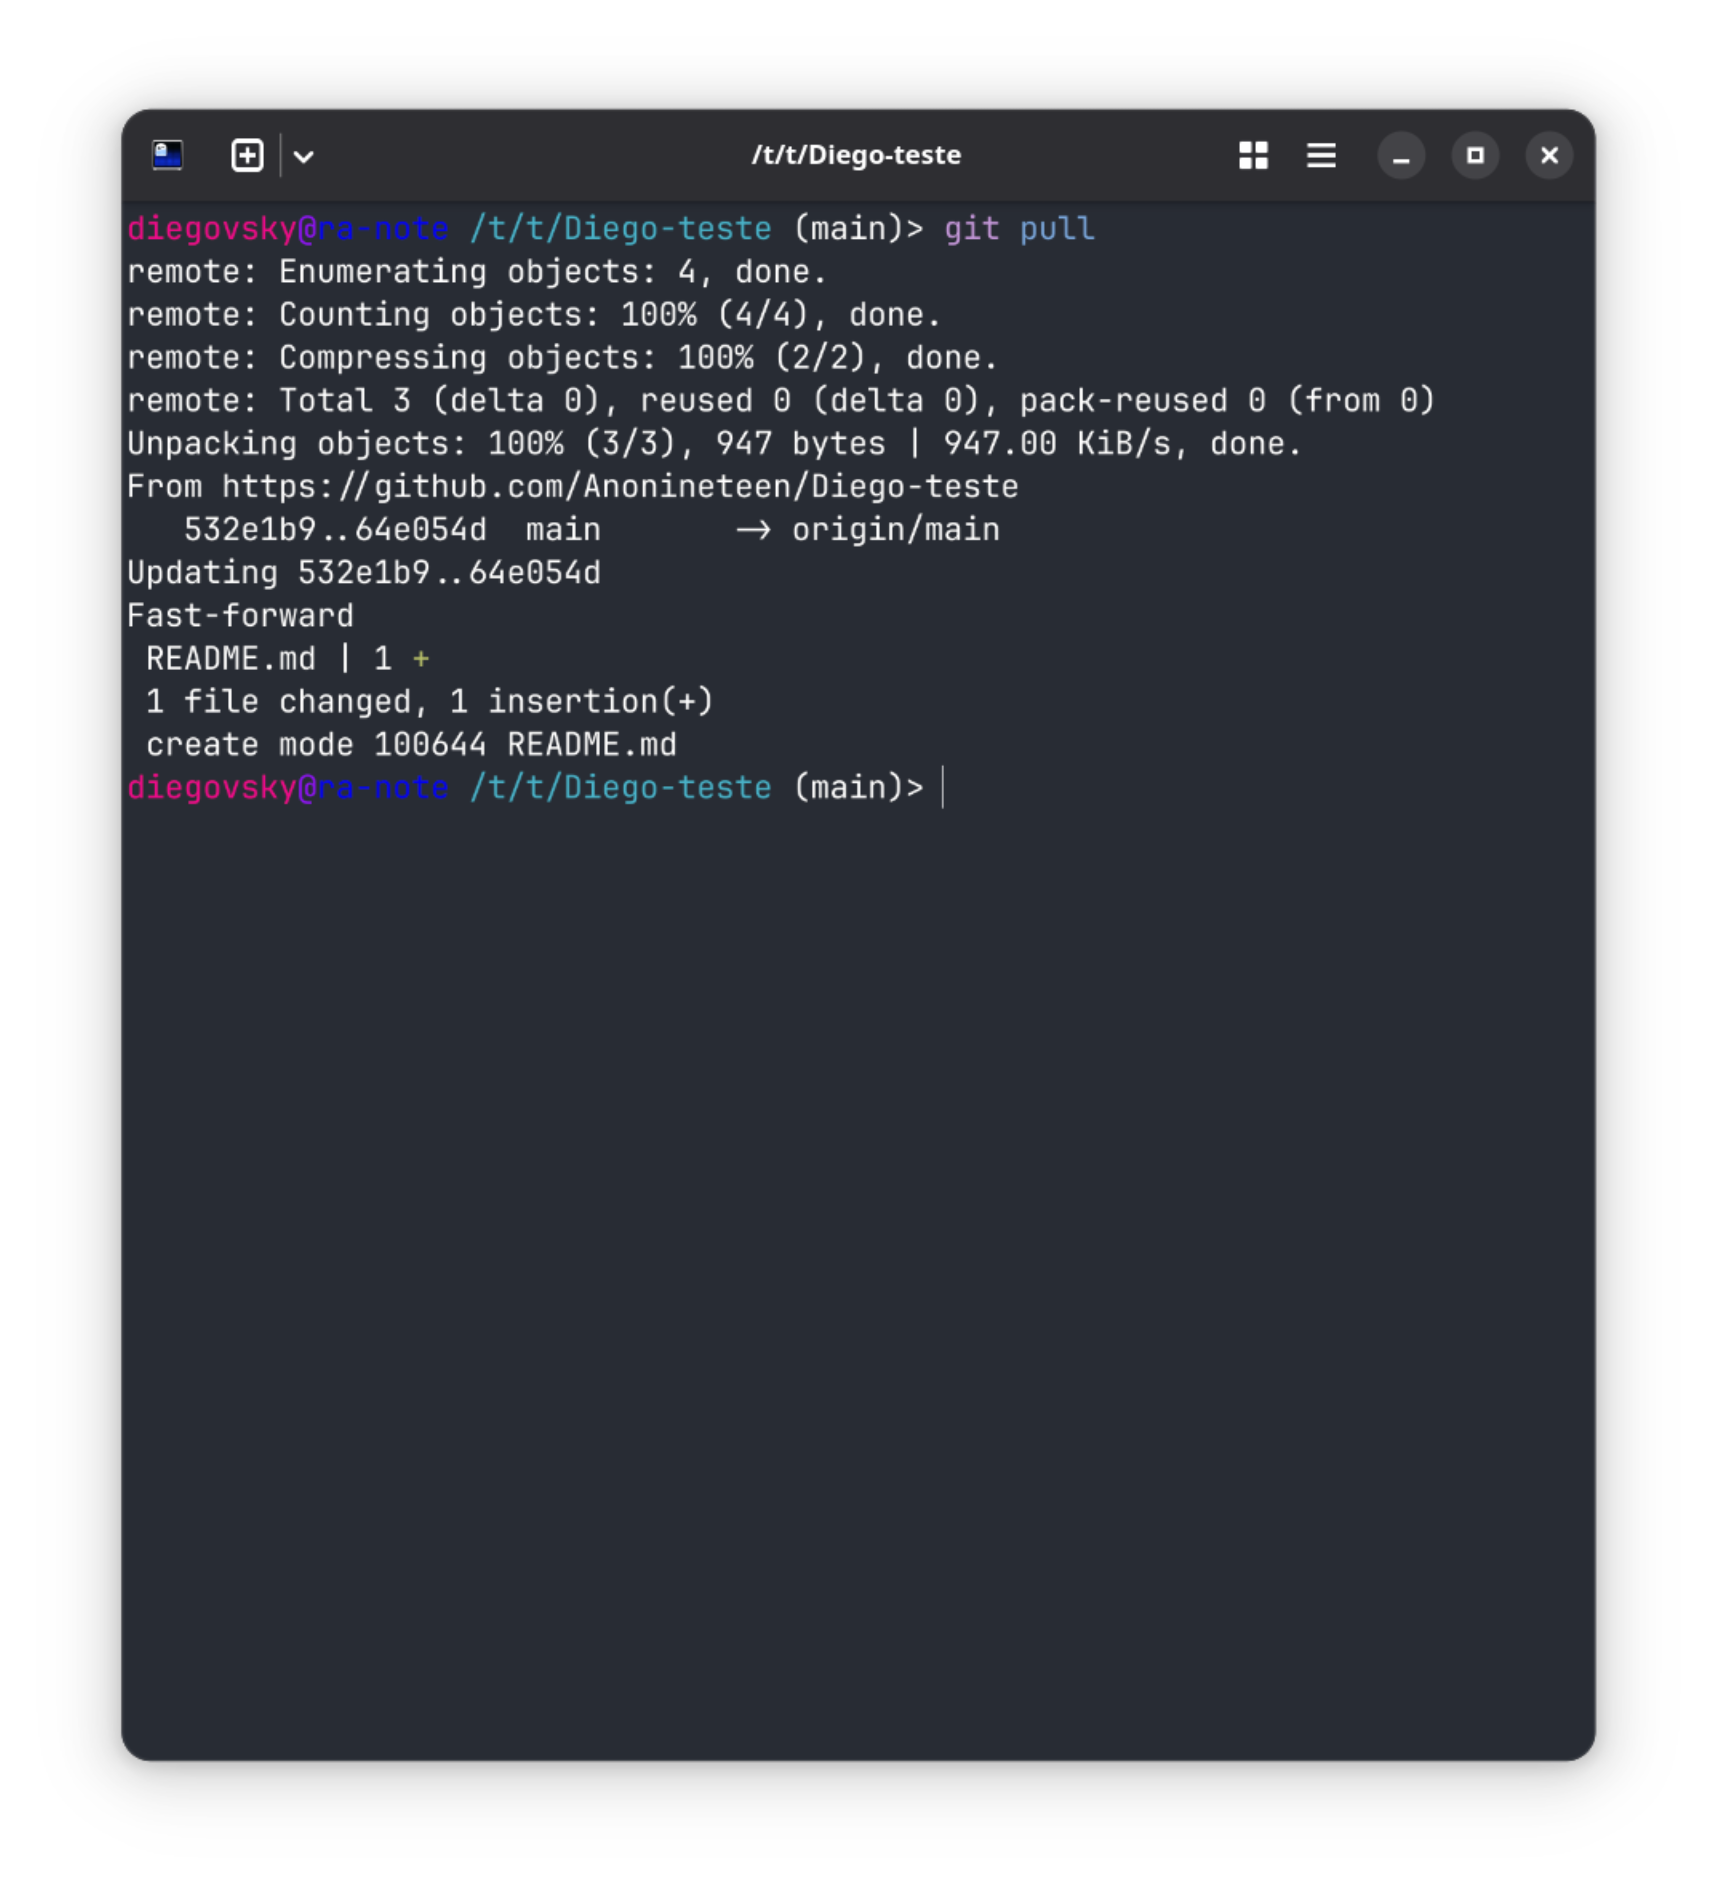 /t/t/Diego-teste
diegovsky@ra-note /t/t/Diego-teste (main)> git pull
remote: Enumerating objects: 4, done.
remote: Counting objects: 100% (4/4), done.
remote: Compressing objects: 100% (2/2), done.
remote: Total 3 (delta 0), reused 0 (delta 0), pack-reused 0 (from 0)
Unpacking objects: 100% (3/3), 947 bytes | 947.00 KiB/s, done.
From https://github.com/Anonineteen/Diego-teste
   532e1b9..64e054d  main       -> origin/main
Updating 532e1b9..64e054d
Fast-forward
 README.md | 1 +
 1 file changed, 1 insertion(+)
 create mode 100644 README.md
diegovsky@ra-note /t/t/Diego-teste (main)>